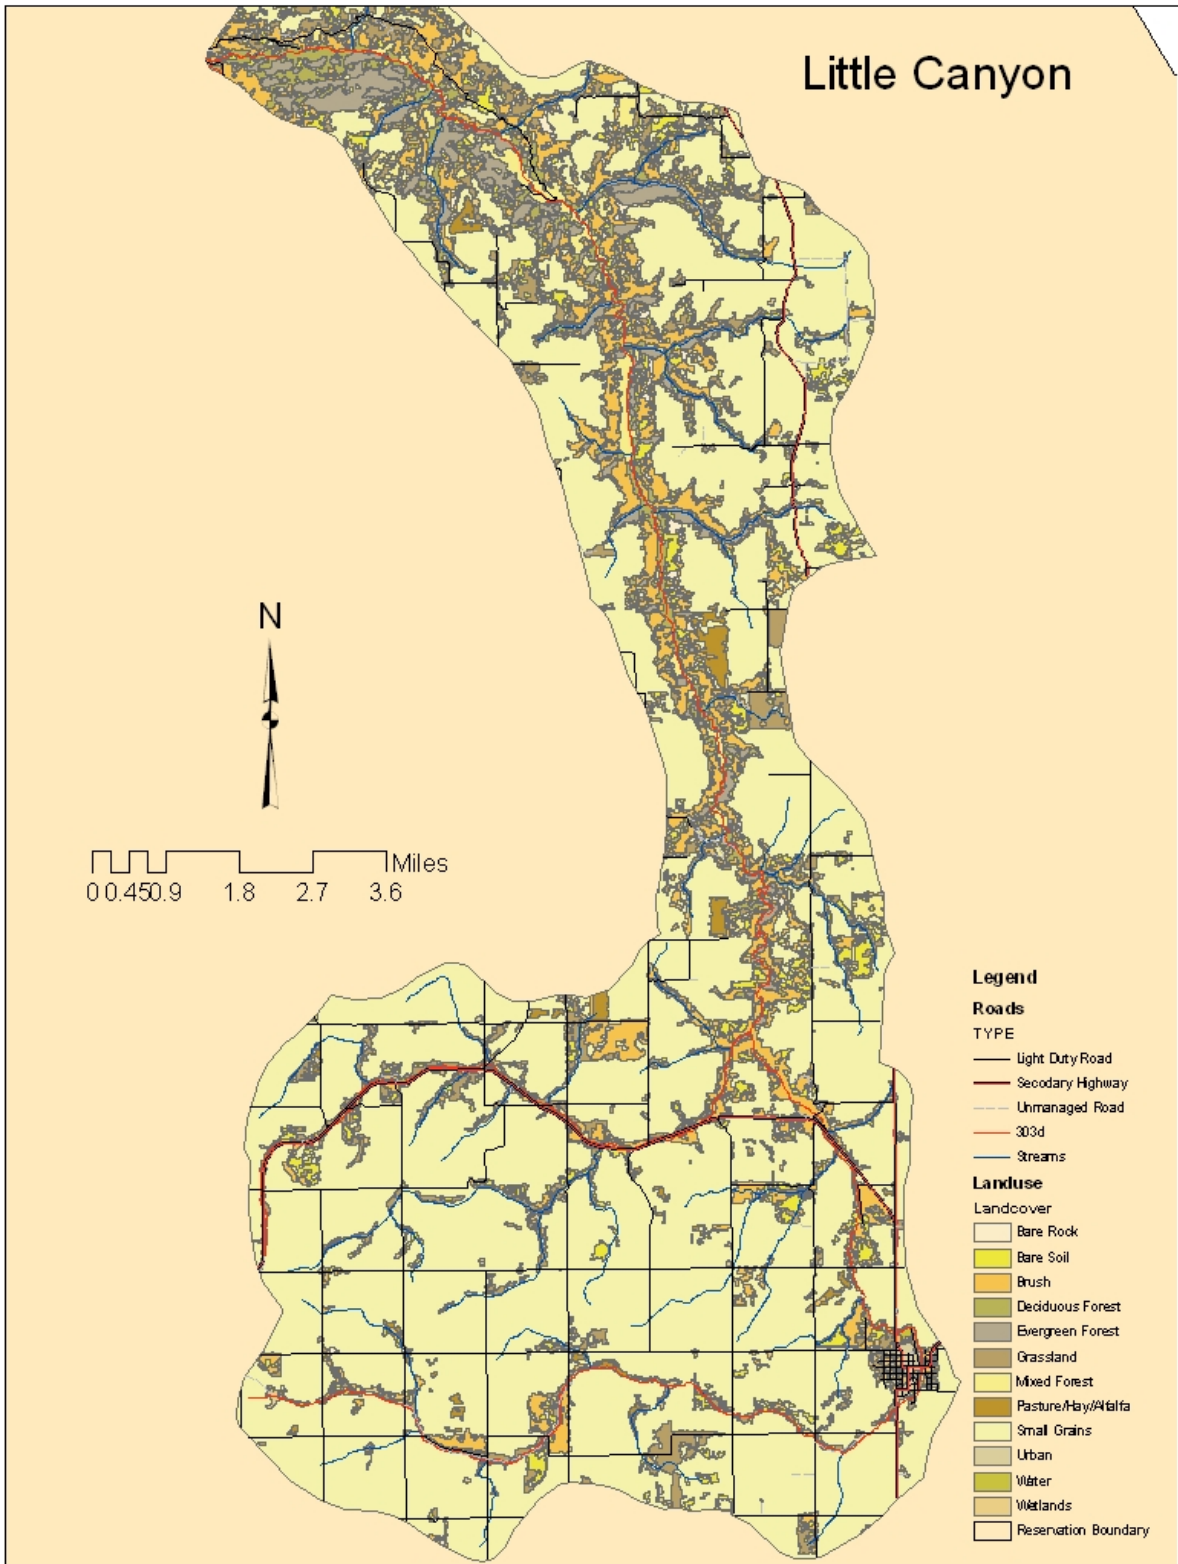 Little Canyon
N
Miles
0 0.45 0.9 1.8 2.7 3.6
Legend
Roads
TYPE
Light Duty Road
Secodary Highway
Unmanaged Road
303d
Streams
Landuse
Landcover
Bare Rock
Bare Soil
Brush
Deciduous Forest
Evergreen Forest
Grassland
Mixed Forest
Pasture/Hay/Alfalfa
Small Grains
Urban
Water
Wetlands
Reservation Boundary